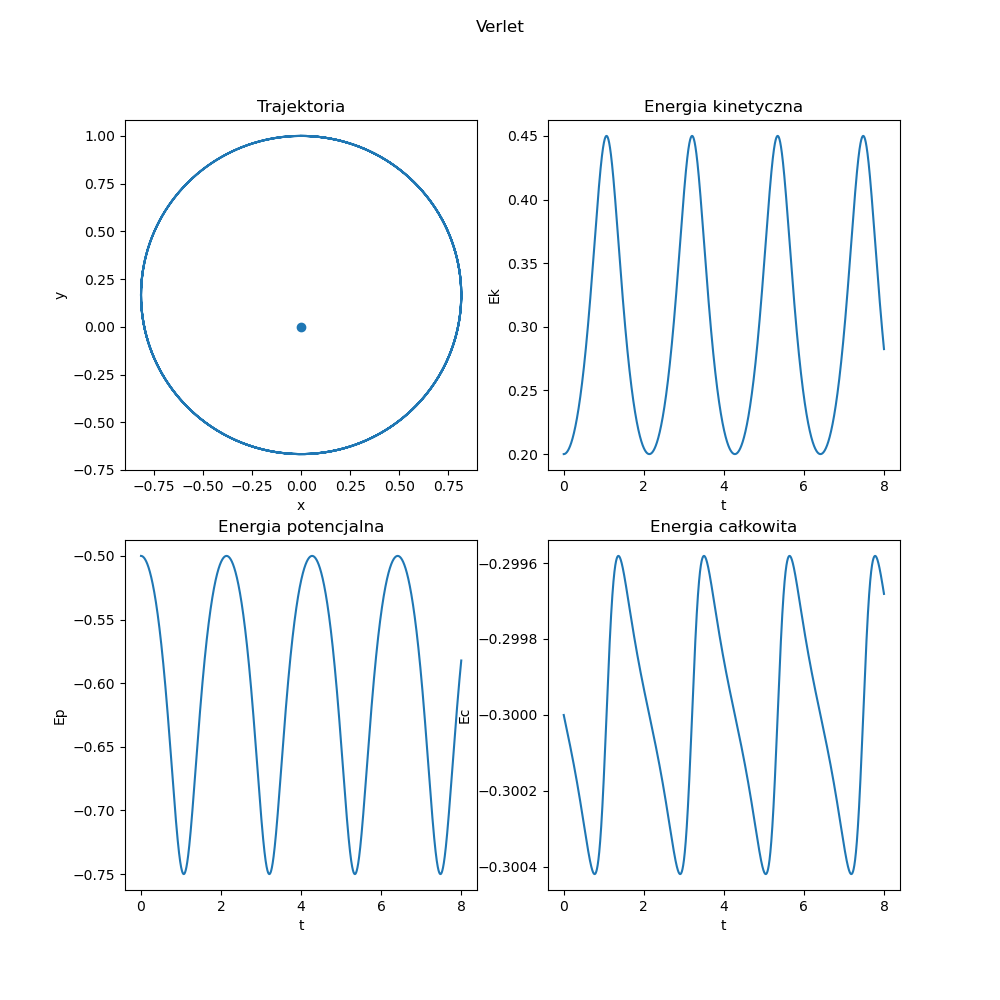 Verlet
Trajektoria
1.00
0.75
0.50
0.25
0.00
−0.25
−0.50
−0.75
y
−0.75 −0.50 −0.25 0.00 0.25 0.50 0.75
x
Energia kinetyczna
0.45
0.40
0.35
0.30
0.25
0.20
Ek
0 2 4 6 8
t
Energia potencjalna
−0.50
−0.55
−0.60
−0.65
−0.70
−0.75
Ep
0 2 4 6 8
t
Energia całkowita
−0.2996
−0.2998
−0.3000
−0.3002
−0.3004
Ec
0 2 4 6 8
t